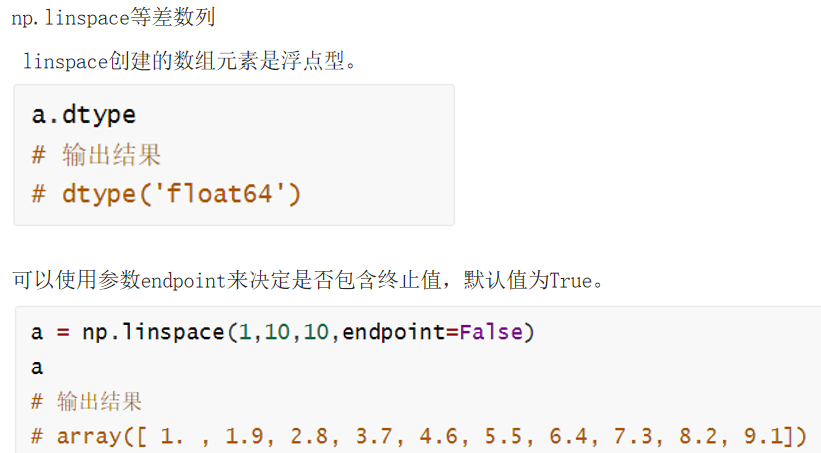 np.linspace等差数列
linspace创建的数组元素是浮点型。
a.dtype
# 输出结果
# dtype('float64')
可以使用参数endpoint来决定是否包含终止值，默认值为True。
a = np.linspace(1,10,10,endpoint=False)
a
# 输出结果
# array([ 1. , 1.9, 2.8, 3.7, 4.6, 5.5, 6.4, 7.3, 8.2, 9.1])